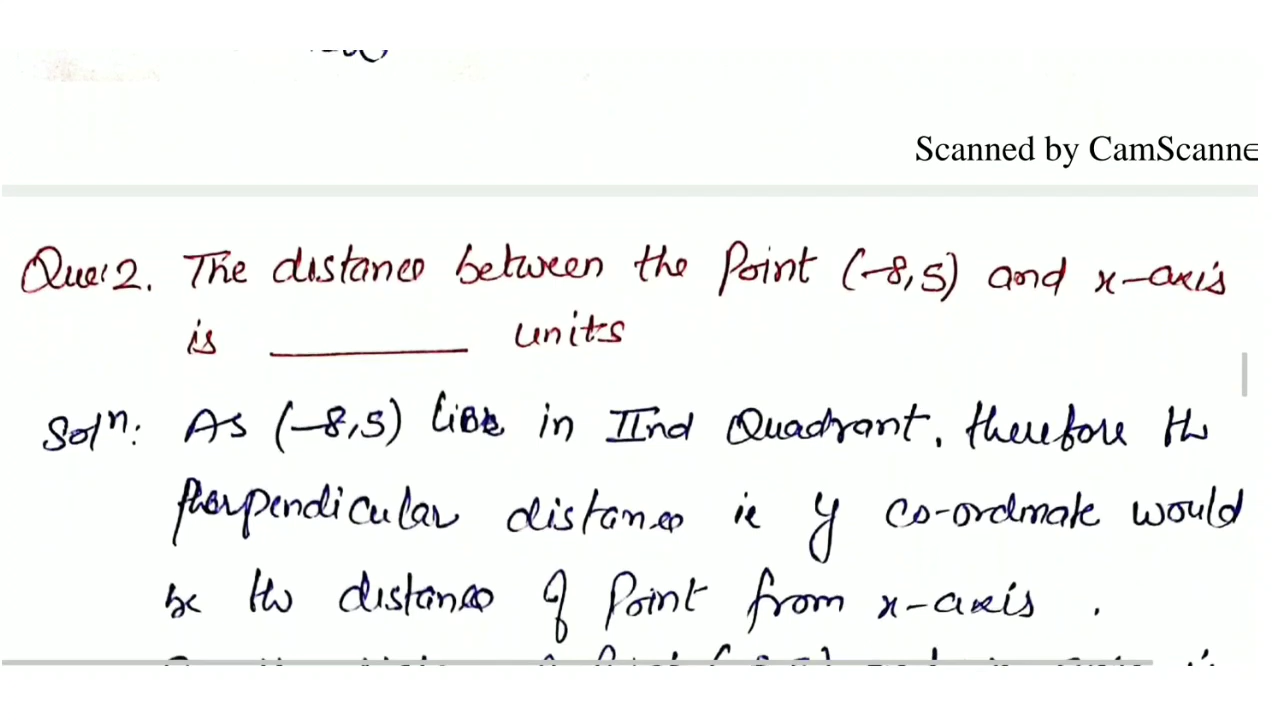 Scanned by CamScanne
Que:2. The distance between the Point (-8,5) and x-axis
is ________ units
Solⁿ: As (-8,5) lies in IInd Quadrant, therefore the
perpendicular distance ie y co-ordinate would
be the distance of Point from x-axis .